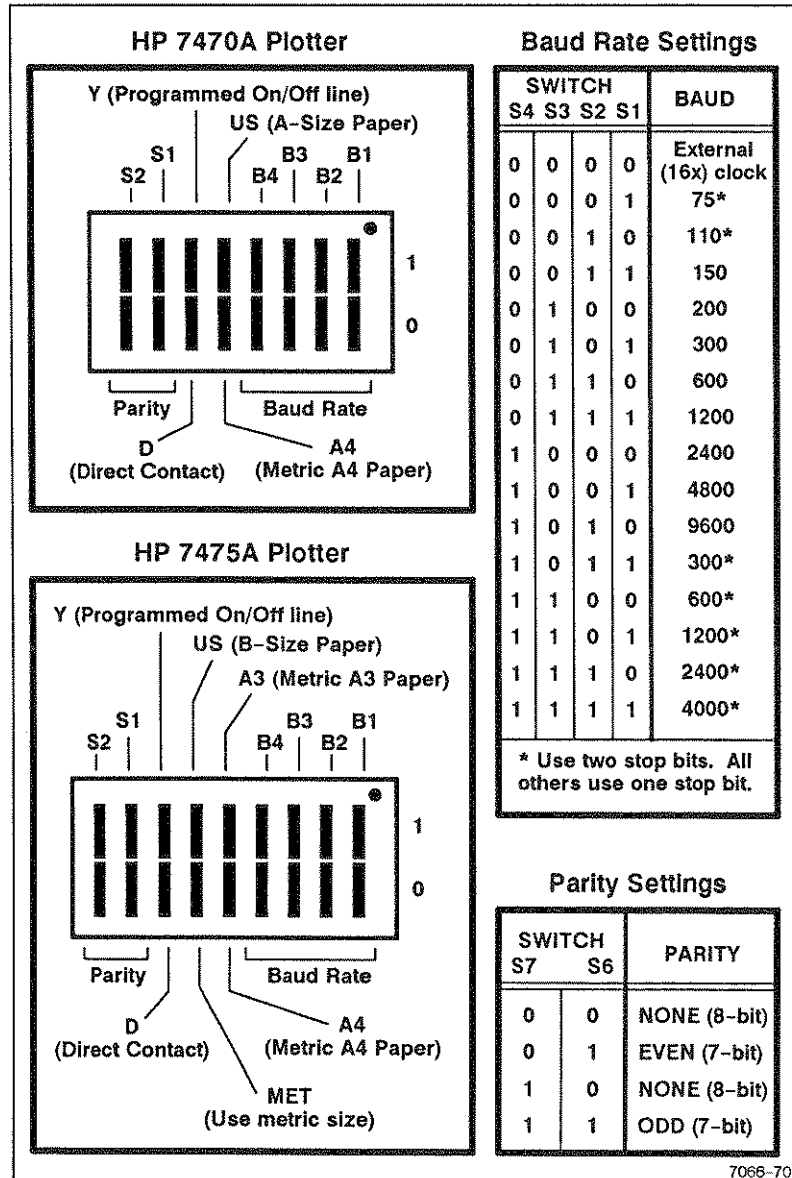 HP 7470A Plotter
Y (Programmed On/Off line)
US (A-Size Paper)
S2 S1 B4 B3 B2 B1
1
0
Parity Baud Rate
D
(Direct Contact)
A4
(Metric A4 Paper)
HP 7475A Plotter
Y (Programmed On/Off line)
US (B-Size Paper)
A3 (Metric A3 Paper)
S2 S1 B4 B3 B2 B1
1
0
Parity Baud Rate
D
(Direct Contact)
A4
(Metric A4 Paper)
MET
(Use metric size)
Baud Rate Settings
SWITCH
S4 S3 S2 S1 BAUD
0 0 0 0 External (16x) clock
0 0 0 1 75*
0 0 1 0 110*
0 0 1 1 150
0 1 0 0 200
0 1 0 1 300
0 1 1 0 600
0 1 1 1 1200
1 0 0 0 2400
1 0 0 1 4800
1 0 1 0 9600
1 0 1 1 300*
1 1 0 0 600*
1 1 0 1 1200*
1 1 1 0 2400*
1 1 1 1 4000*
* Use two stop bits. All
others use one stop bit.
Parity Settings
SWITCH
S7 S6 PARITY
0 0 NONE (8-bit)
0 1 EVEN (7-bit)
1 0 NONE (8-bit)
1 1 ODD (7-bit)
7066-70